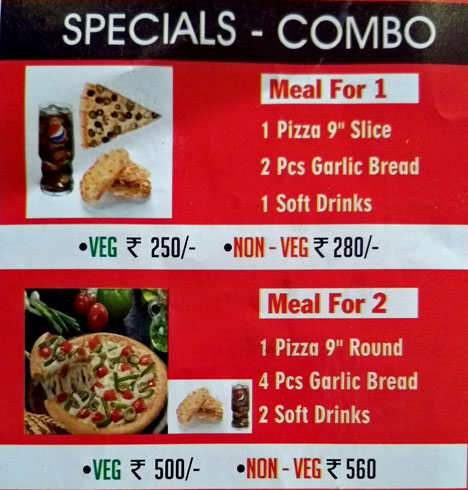 SPECIALS - COMBO
Meal For 1
1 Pizza 9" Slice
2 Pcs Garlic Bread
1 Soft Drinks
•VEG ₹ 250/- •NON - VEG ₹ 280/-
Meal For 2
1 Pizza 9" Round
4 Pcs Garlic Bread
2 Soft Drinks
•VEG ₹ 500/- •NON - VEG ₹ 560
pepsi